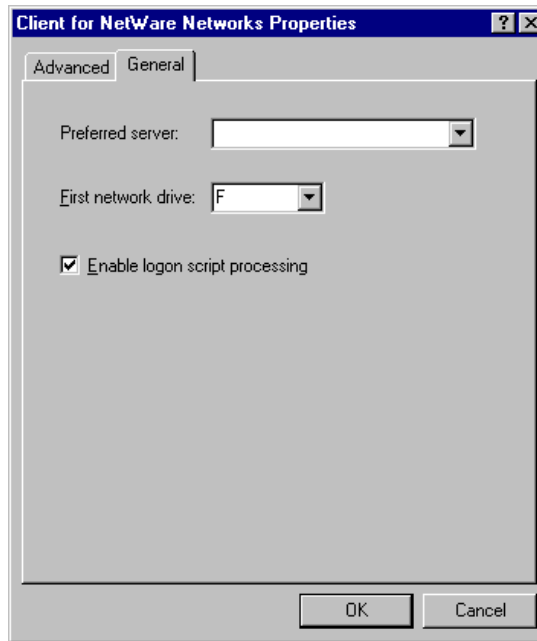 Client for NetWare Networks Properties
Advanced General
Preferred server:
First network drive: F
Enable logon script processing
OK Cancel